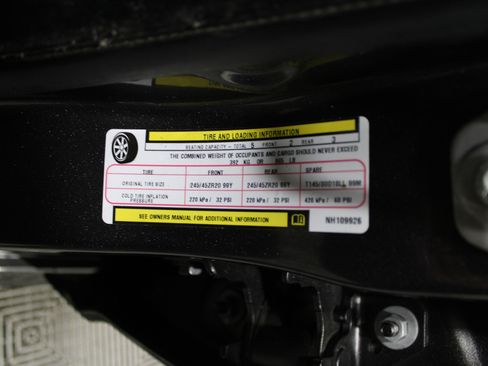 TIRE AND LOADING INFORMATION
SEATING CAPACITY - TOTAL 5 FRONT 2 REAR 3
THE COMBINED WEIGHT OF OCCUPANTS AND CARGO SHOULD NEVER EXCEED
392 KG OR 865 LB
TIRE FRONT REAR SPARE
ORIGINAL TIRE SIZE 245/45ZR20 99Y 245/45ZR20 99Y 99M
COLD TIRE INFLATION PRESSURE 220 kPa / 32 PSI 220 kPa / 32 PSI 420 kPa / 60 PSI
SEE OWNERS MANUAL FOR ADDITIONAL INFORMATION
NH109926